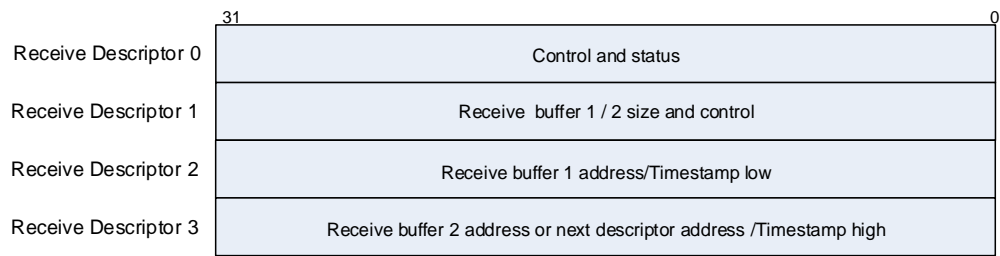 31 0
Receive Descriptor 0 Control and status
Receive Descriptor 1 Receive buffer 1 / 2 size and control
Receive Descriptor 2 Receive buffer 1 address/Timestamp low
Receive Descriptor 3 Receive buffer 2 address or next descriptor address /Timestamp high